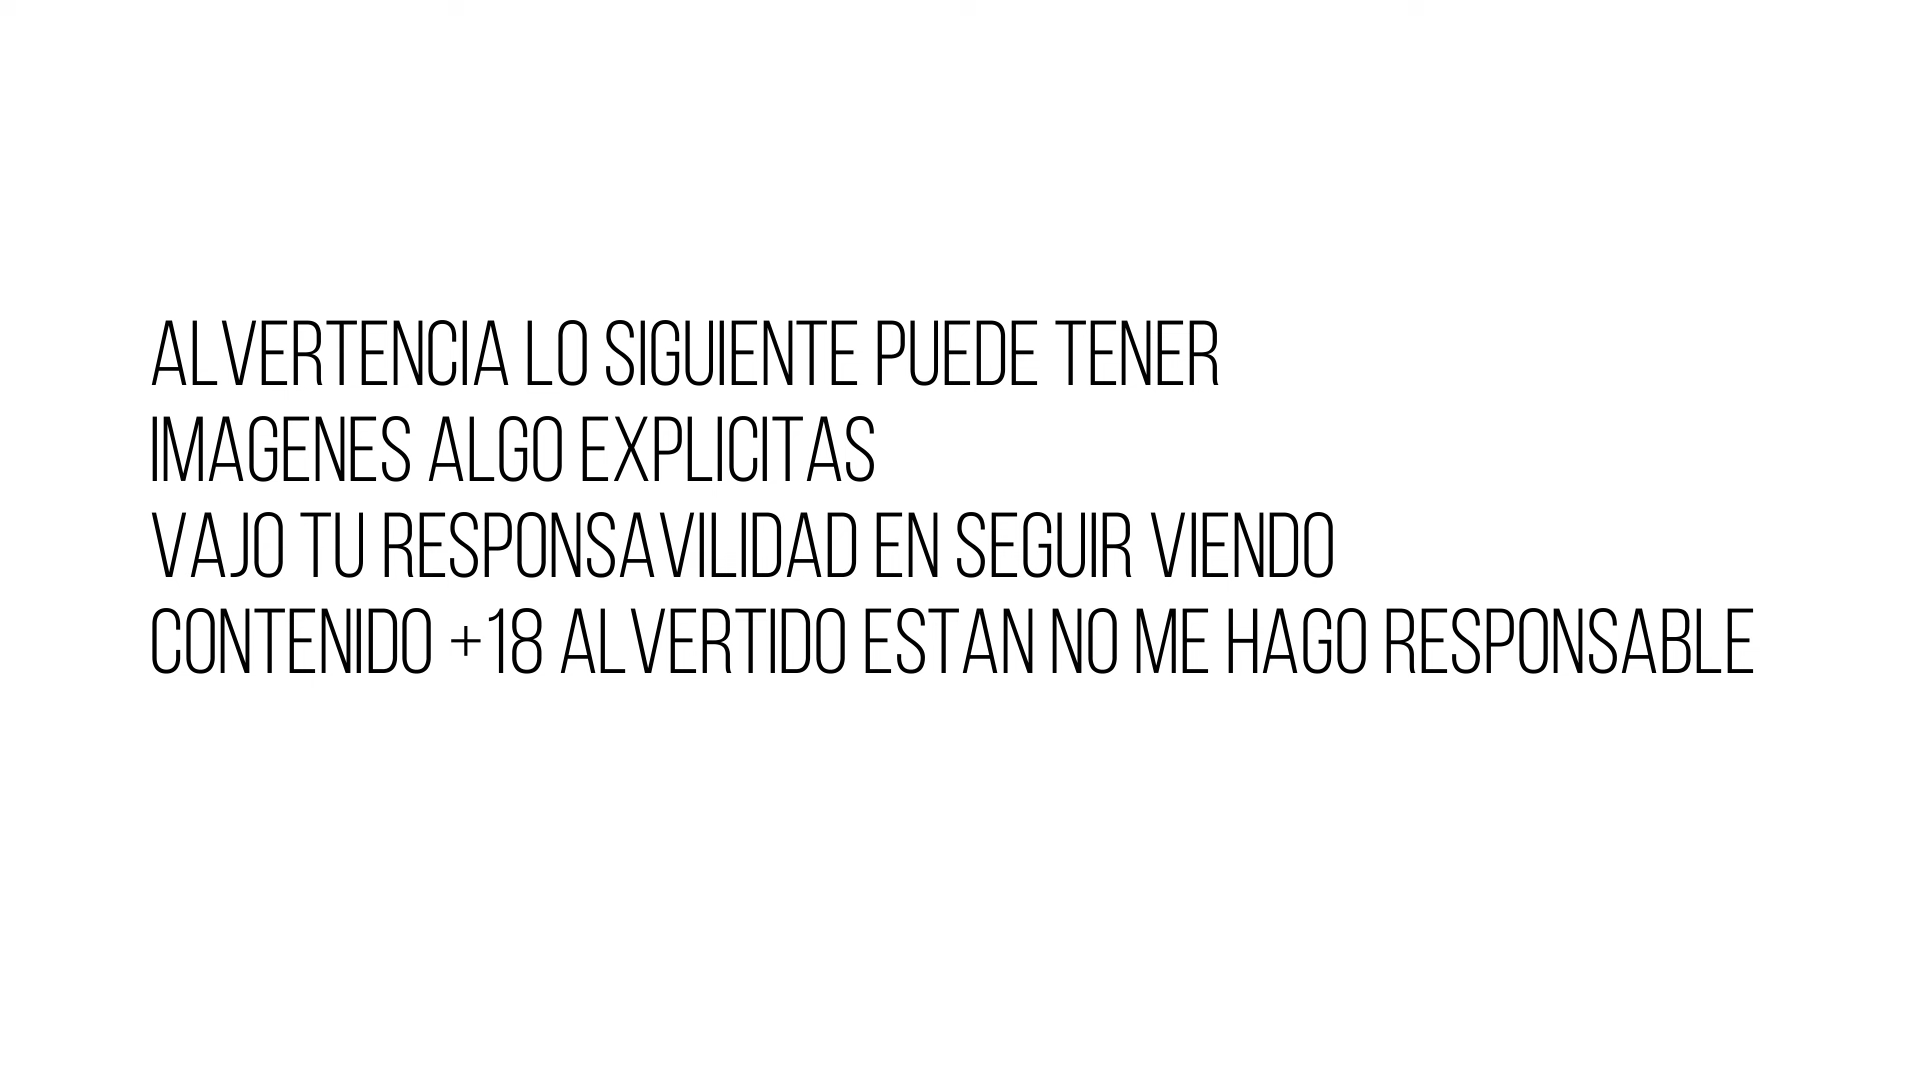 ALVERTENCIA LO SIGUIENTE PUEDE TENER
IMAGENES ALGO EXPLICITAS
VAJO TU RESPONSAVILIDAD EN SEGUIR VIENDO
CONTENIDO +18 ALVERTIDO ESTAN NO ME HAGO RESPONSABLE